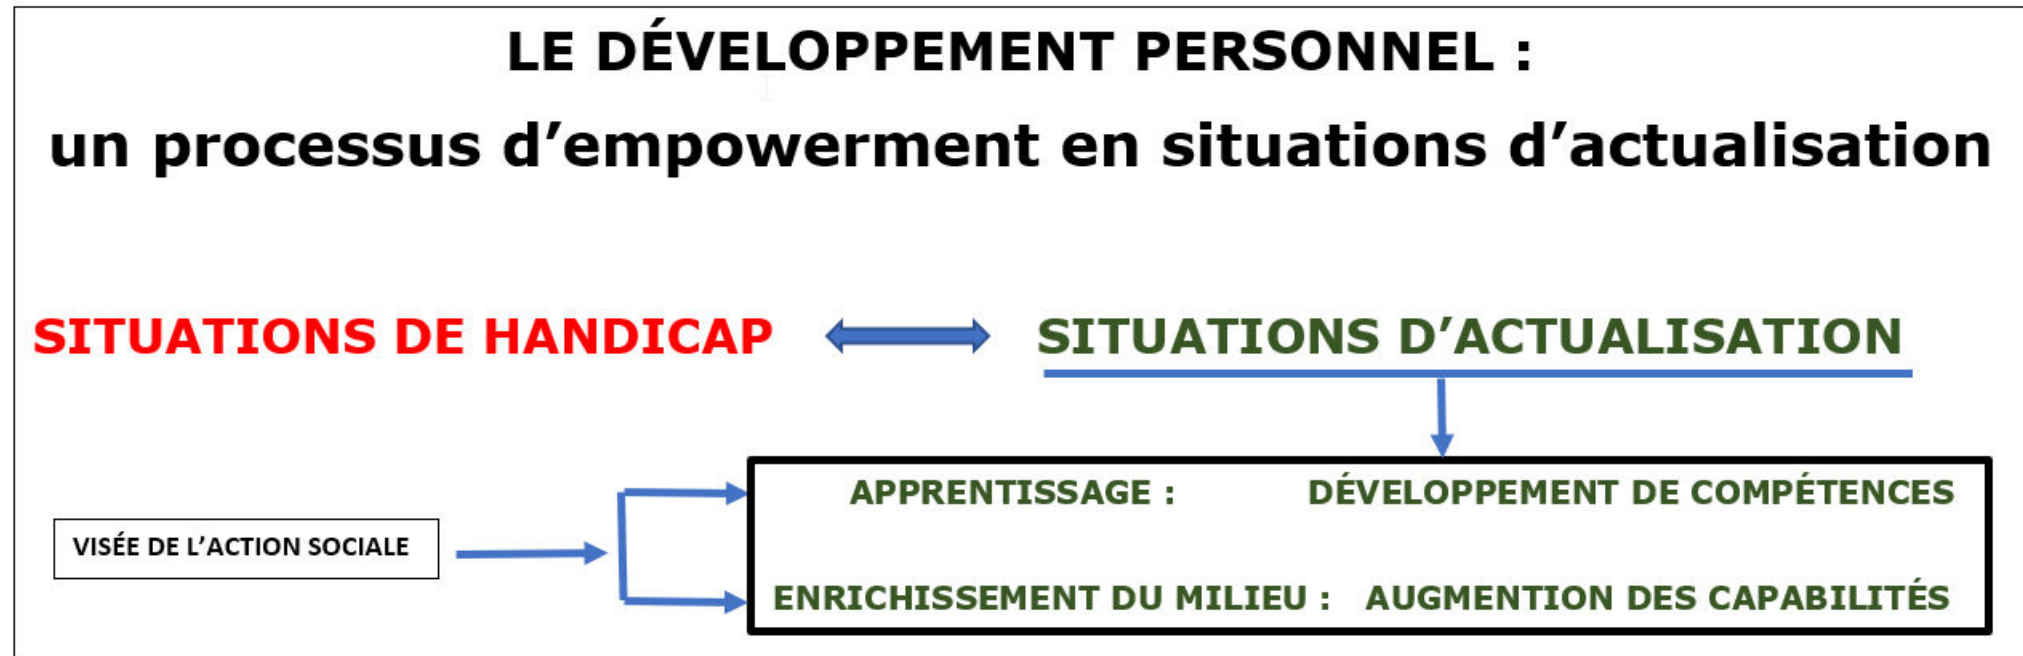 LE DÉVELOPPEMENT PERSONNEL :
un processus d’empowerment en situations d’actualisation
SITUATIONS DE HANDICAP
SITUATIONS D’ACTUALISATION
APPRENTISSAGE : DÉVELOPPEMENT DE COMPÉTENCES
VISÉE DE L’ACTION SOCIALE
ENRICHISSEMENT DU MILIEU : AUGMENTION DES CAPABILITÉS